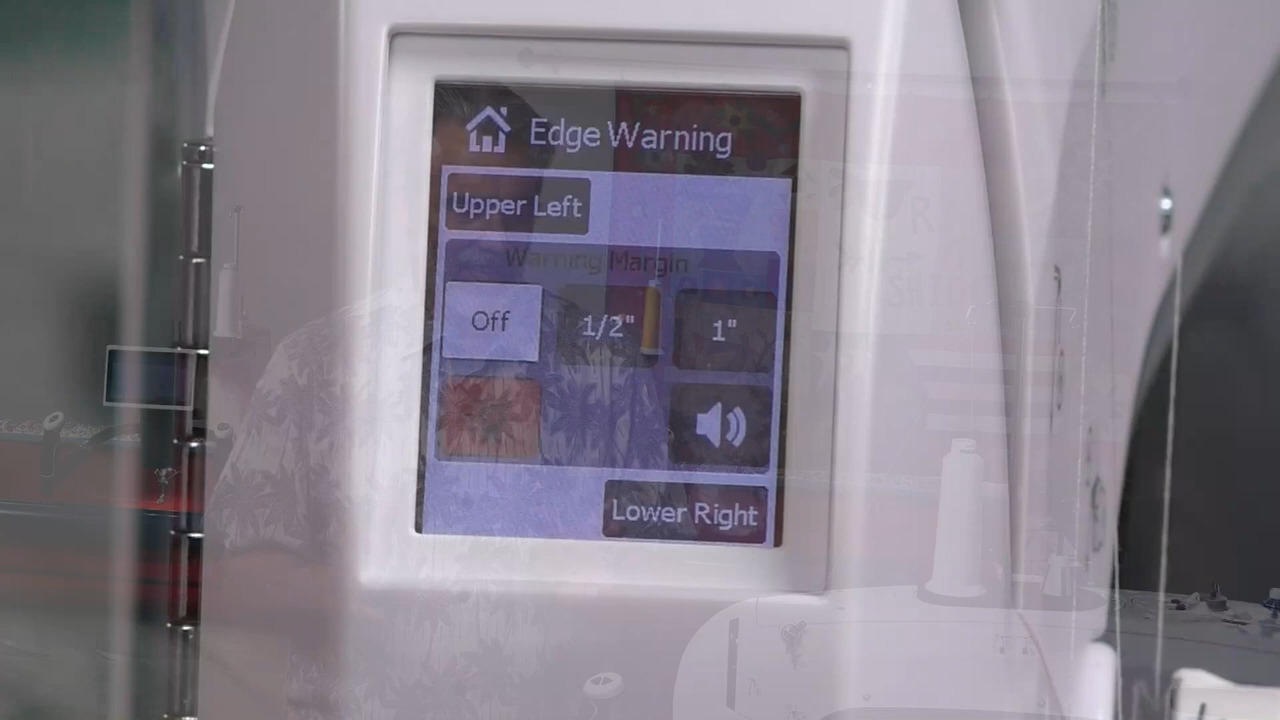 Edge Warning
Upper Left
Warning Margin
Off
1/2"
1"
Lower Right